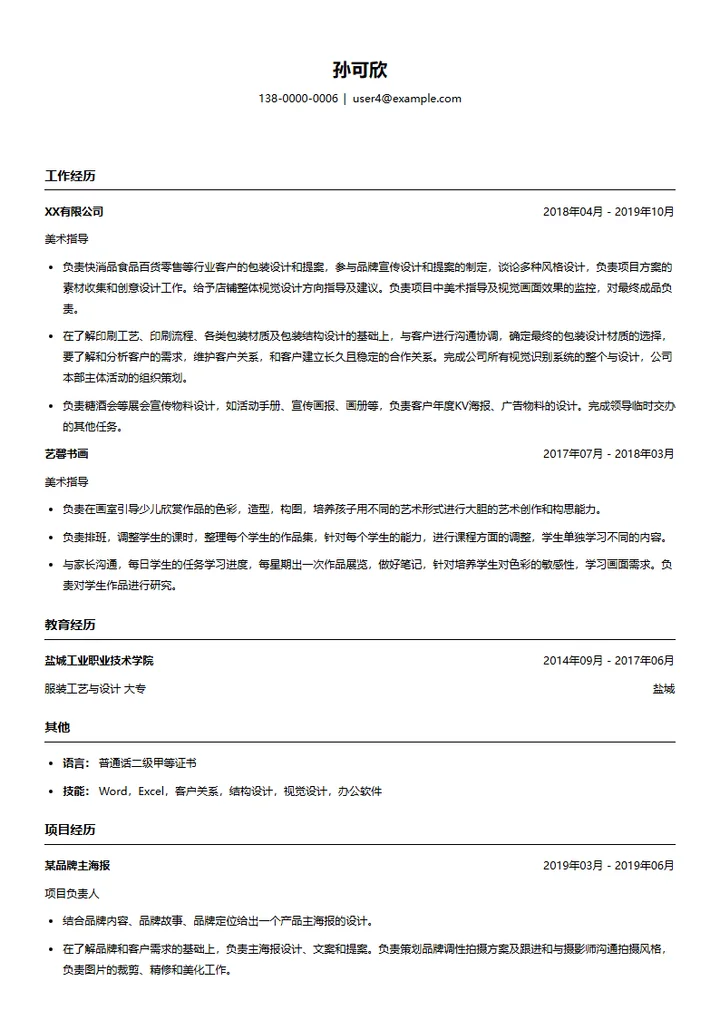 孙可欣
138-0000-0006 | user4@example.com
工作经历
XX有限公司 2018年04月 - 2019年10月
美术指导
• 负责快消品食品百货零售等行业客户的包装设计和提案，参与品牌宣传设计和提案的制定，谈论多种风格设计，负责项目方案的
素材收集和创意设计工作。给予店铺整体视觉设计方向指导及建议。负责项目中美术指导及视觉画面效果的监控，对最终成品负
责。
• 在了解印刷工艺、印刷流程、各类包装材质及包装结构设计的基础上，与客户进行沟通协调，确定最终的包装设计材质的选择，
要了解和分析客户的需求，维护客户关系，和客户建立长久且稳定的合作关系。完成公司所有视觉识别系统的整个与设计，公司
本部主体活动的组织策划。
• 负责糖酒会等展会宣传物料设计，如活动手册、宣传画报、画册等，负责客户年度KV海报、广告物料的设计。完成领导临时交办
的其他任务。
艺馨书画 2017年07月 - 2018年03月
美术指导
• 负责在画室引导少儿欣赏作品的色彩，造型，构图，培养孩子用不同的艺术形式进行大胆的艺术创作和构思能力。
• 负责排班，调整学生的课时，整理每个学生的作品集，针对每个学生的能力，进行课程方面的调整，学生单独学习不同的内容。
• 与家长沟通，每日学生的任务学习进度，每星期出一次作品展览，做好笔记，针对培养学生对色彩的敏感性，学习画面需求。负
责对学生作品进行研究。
教育经历
盐城工业职业技术学院 2014年09月 - 2017年06月
服装工艺与设计 大专 盐城
其他
• 语言： 普通话二级甲等证书
• 技能： Word，Excel，客户关系，结构设计，视觉设计，办公软件
项目经历
某品牌主海报 2019年03月 - 2019年06月
项目负责人
• 结合品牌内容、品牌故事、品牌定位给出一个产品主海报的设计。
• 在了解品牌和客户需求的基础上，负责主海报设计、文案和提案。负责策划品牌调性拍摄方案及跟进和与摄影师沟通拍摄风格，
负责图片的裁剪、精修和美化工作。